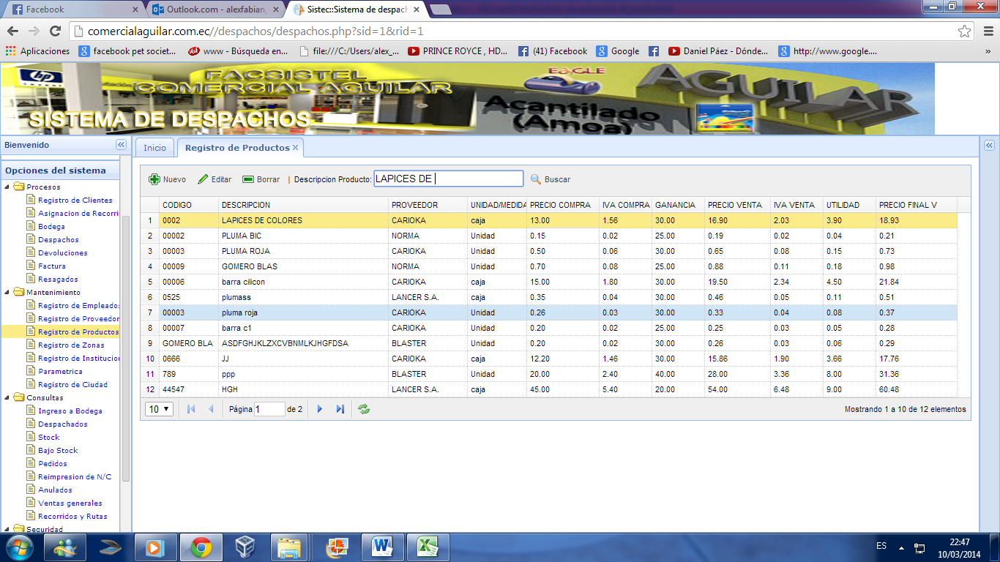 Facebook
Outlook.com - alexfabian_
Sistec::Sistema de despach
comercialaguilar.com.ec//despachos/despachos.php?sid=1&rid=1
Aplicaciones
facebook pet societ...
www - Búsqueda en...
file:///C:/Users/alex_...
PRINCE ROYCE , HD...
(41) Facebook
Google
Daniel Páez - Dónde...
http://www.google....
»
hp
FACSISTEL
COMERCIAL AGUILAR
SISTEMA DE DESPACHOS
EAGLE
Acantilado
(Amoa)
AGUILAR
Bienvenido
Opciones del sistema
Procesos
Registro de Clientes
Asignacion de Recorri
Bodega
Despachos
Devoluciones
Factura
Resagados
Mantenimiento
Registro de Empleados
Registro de Proveedor
Registro de Productos
Registro de Zonas
Registro de Institucion
Parametrica
Registro de Ciudad
Consultas
Ingreso a Bodega
Despachados
Stock
Bajo Stock
Pedidos
Reimpresion de N/C
Anulados
Ventas generales
Recorridos y Rutas
Seguridad
Inicio
Registro de Productos
Nuevo Editar Borrar | Descripcion Producto: LAPICES DE Buscar
CODIGO DESCRIPCION PROVEEDOR UNIDAD/MEDIDA PRECIO COMPRA IVA COMPRA GANANCIA PRECIO VENTA IVA VENTA UTILIDAD PRECIO FINAL V
1 0002 LAPICES DE COLORES CARIOKA caja 13.00 1.56 30.00 16.90 2.03 3.90 18.93
2 00002 PLUMA BIC NORMA Unidad 0.15 0.02 25.00 0.19 0.02 0.04 0.21
3 00003 PLUMA ROJA CARIOKA Unidad 0.50 0.06 30.00 0.65 0.08 0.15 0.73
4 00009 GOMERO BLAS NORMA Unidad 0.70 0.08 25.00 0.88 0.11 0.18 0.98
5 00006 barra cilicon CARIOKA caja 15.00 1.80 30.00 19.50 2.34 4.50 21.84
6 0525 plumass LANCER S.A. caja 0.35 0.04 30.00 0.46 0.05 0.11 0.51
7 00003 pluma roja CARIOKA Unidad 0.26 0.03 30.00 0.33 0.04 0.08 0.37
8 00007 barra c1 CARIOKA Unidad 0.20 0.02 25.00 0.25 0.03 0.05 0.28
9 GOMERO BLA ASDFGHJKLZXCVBNMLKJHGFDSA BLASTER Unidad 0.20 0.02 30.00 0.26 0.03 0.06 0.29
10 0666 JJ CARIOKA caja 12.20 1.46 30.00 15.86 1.90 3.66 17.76
11 789 ppp BLASTER Unidad 20.00 2.40 40.00 28.00 3.36 8.00 31.36
12 44547 HGH LANCER S.A. caja 45.00 5.40 20.00 54.00 6.48 9.00 60.48
10 Página 1 de 2 Mostrando 1 a 10 de 12 elementos
ES
22:47
10/03/2014